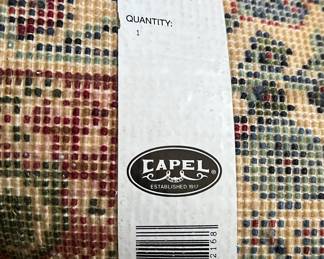 QUANTITY:
1
CAPEL
®
ESTABLISHED 1917
2168